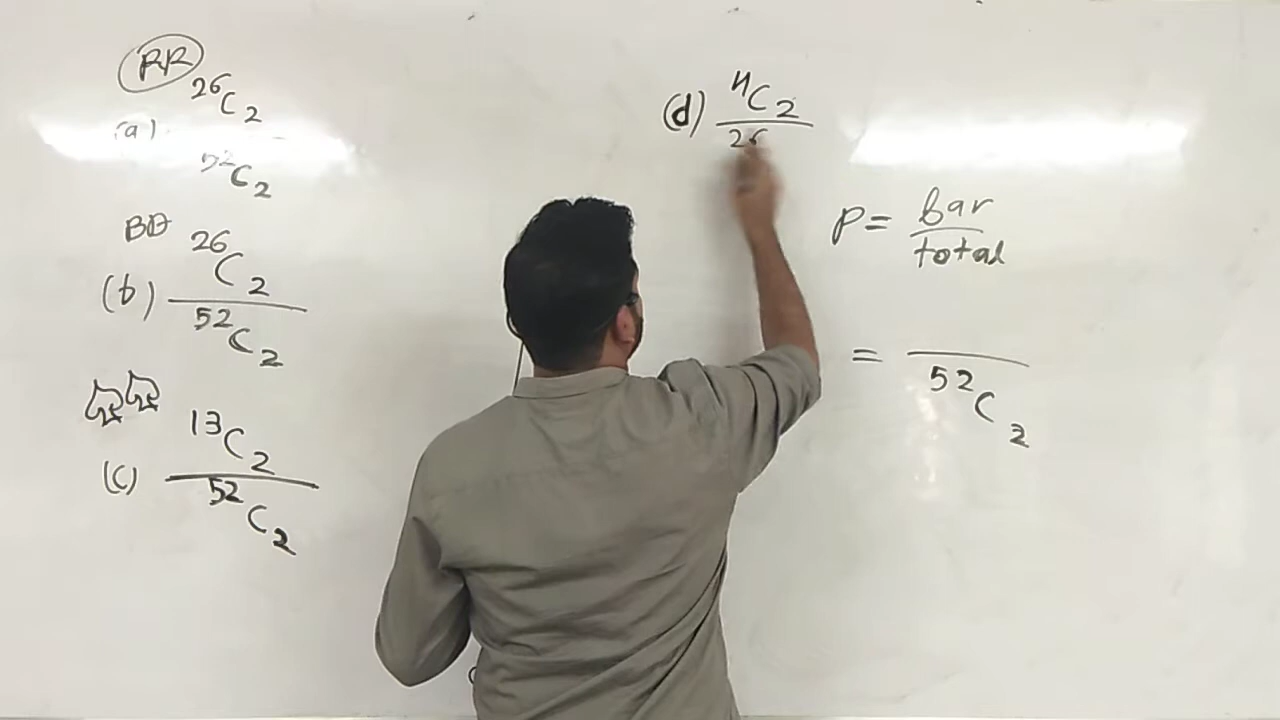 RR
26C2
(a)
52C2
BB
26C2
(b)
52C2
13C2
(c)
52C2
(d) 4C2
26
P = bar
total
=
52C2